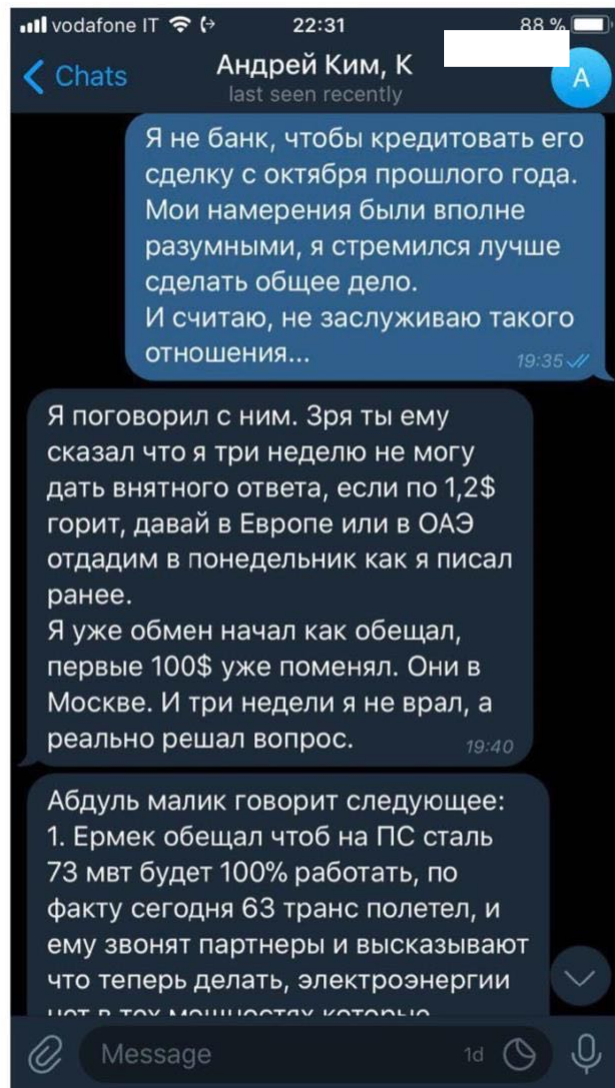 vodafone IT
22:31
88 %
Chats
Андрей Ким, К
last seen recently
А
Я не банк, чтобы кредитовать его
сделку с октября прошлого года.
Мои намерения были вполне
разумными, я стремился лучше
сделать общее дело.
И считаю, не заслуживаю такого
отношения...
19:35
Я поговорил с ним. Зря ты ему
сказал что я три неделю не могу
дать внятного ответа, если по 1,2$
горит, давай в Европе или в ОАЭ
отдадим в понедельник как я писал
ранее.
Я уже обмен начал как обещал,
первые 100$ уже поменял. Они в
Москве. И три недели я не врал, а
реально решал вопрос.
19:40
Абдуль малик говорит следующее:
1. Ермек обещал чтоб на ПС сталь
73 мвт будет 100% работать, по
факту сегодня 63 транс полетел, и
ему звонят партнеры и высказывают
что теперь делать, электроэнергии
нет в тех мощностях которые
Message
1d